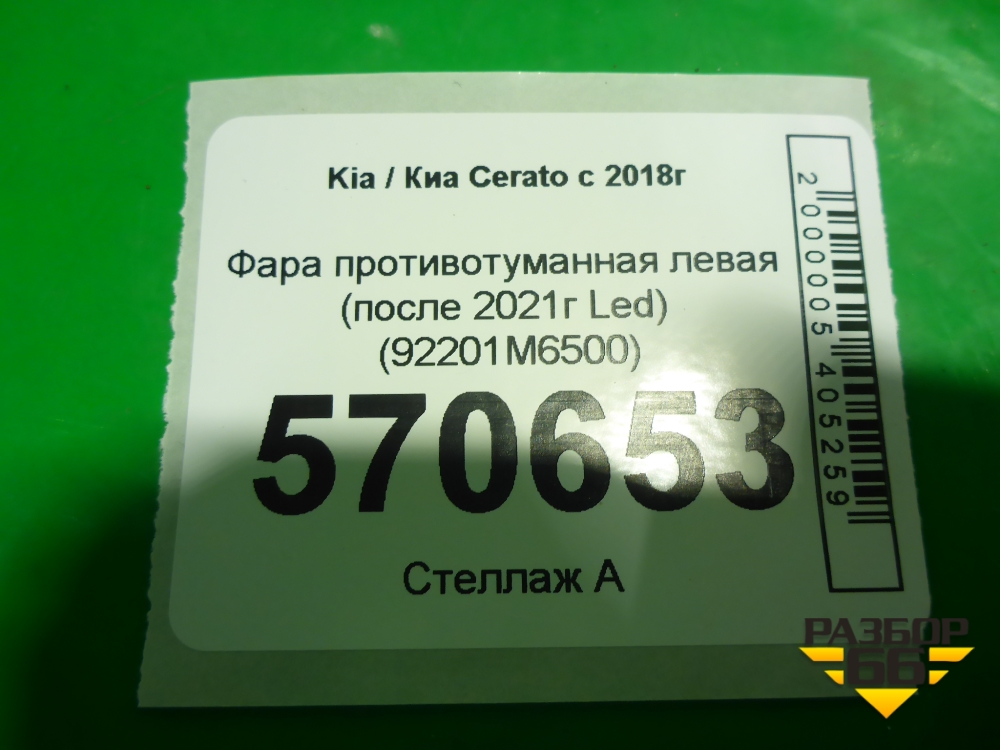 Kia / Киа Cerato с 2018г
Фара противотуманная левая
(после 2021г Led)
(92201M6500)
570653
Стеллаж А
2000005405259
РАЗБОР
66